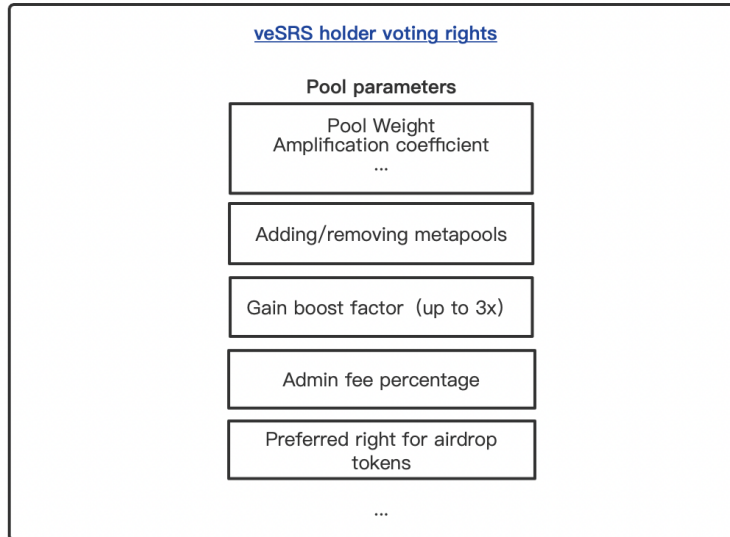 veSRS holder voting rights
Pool parameters
Pool Weight
Amplification coefficient
...
Adding/removing metapools
Gain boost factor（up to 3x）
Admin fee percentage
Preferred right for airdrop
tokens
...